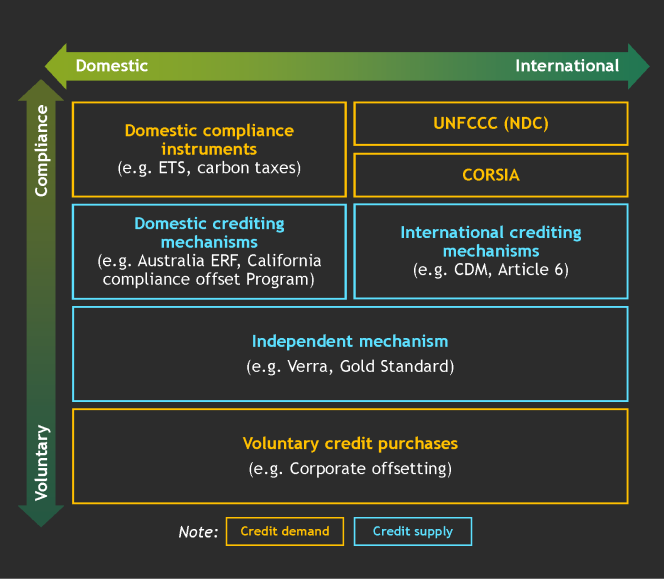 Domestic
International
Compliance
Domestic compliance
instruments
(e.g. ETS, carbon taxes)
UNFCCC (NDC)
CORSIA
Domestic crediting
mechanisms
(e.g. Australia ERF, California
compliance offset Program)
International crediting
mechanisms
(e.g. CDM, Article 6)
Independent mechanism
(e.g. Verra, Gold Standard)
Voluntary
Voluntary credit purchases
(e.g. Corporate offsetting)
Note:
Credit demand
Credit supply